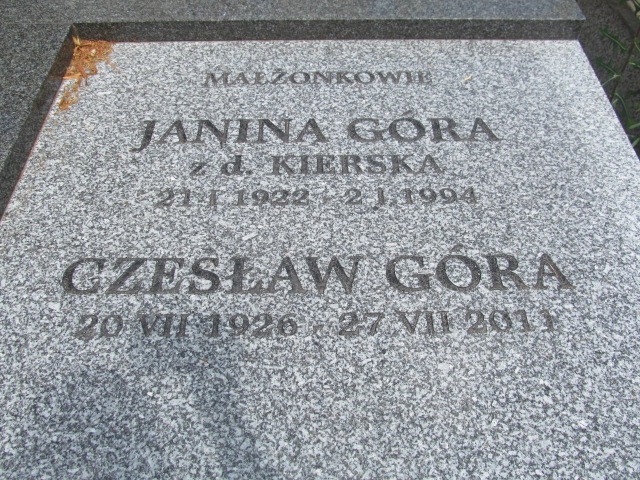 MAŁŻONKOWIE
JANINA GÓRA
z d. KIERSKA
21 I 1922 - 2 I 1994
CZESŁAW GÓRA
20 VII 1926 - 27 VII 2011